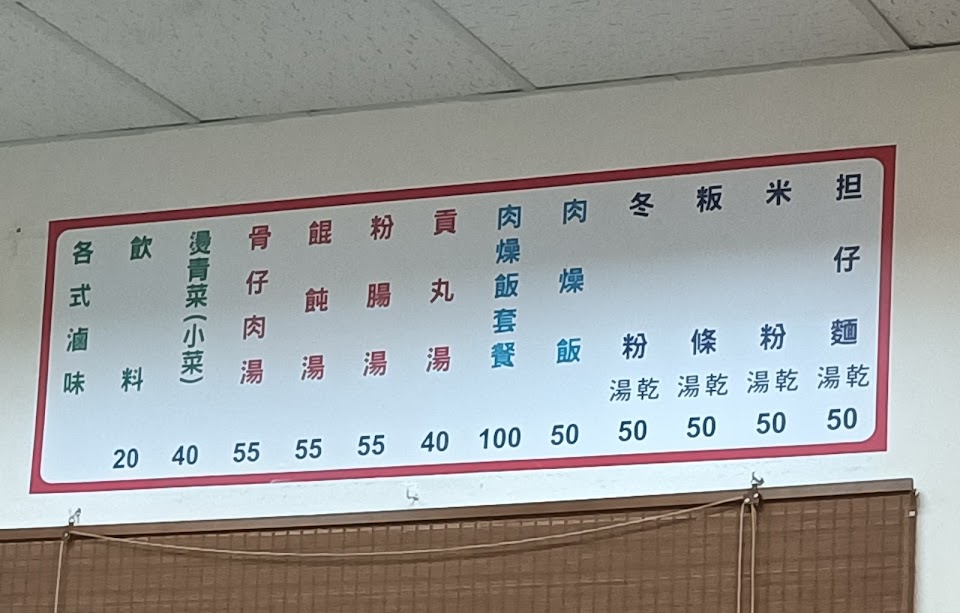 担仔麵 湯乾 50
米粉 湯乾 50
粄條 湯乾 50
冬粉 湯乾 50
肉燥飯 50
肉燥飯套餐 100
貢丸湯 40
粉腸湯 55
餛飩湯 55
骨仔肉湯 55
燙青菜(小菜) 40
飲料 20
各式滷味